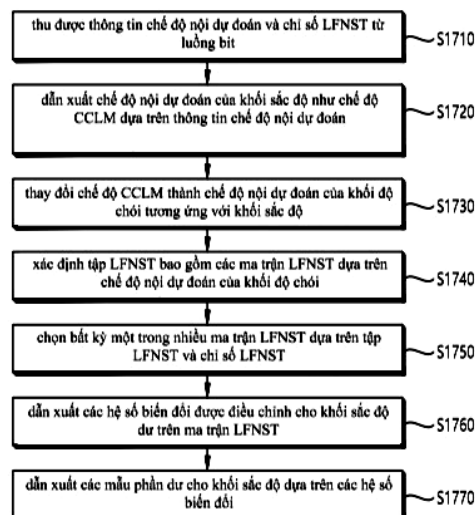 thu được thông tin chế độ nội dự đoán và chỉ số LFNST từ
luồng bit
S1710
dẫn xuất chế độ nội dự đoán của khối sắc độ như chế độ
CCLM dựa trên thông tin chế độ nội dự đoán
S1720
thay đổi chế độ CCLM thành chế độ nội dự đoán của khối độ
chói tương ứng với khối sắc độ
S1730
xác định tập LFNST bao gồm các ma trận LFNST dựa trên
chế độ nội dự đoán của khối độ chói
S1740
chọn bất kỳ một trong nhiều ma trận LFNST dựa trên tập
LFNST và chỉ số LFNST
S1750
dẫn xuất các hệ số biến đổi được điều chỉnh cho khối sắc độ
dư trên ma trận LFNST
S1760
dẫn xuất các mẫu phần dư cho khối sắc độ dựa trên các hệ số
biến đổi
S1770